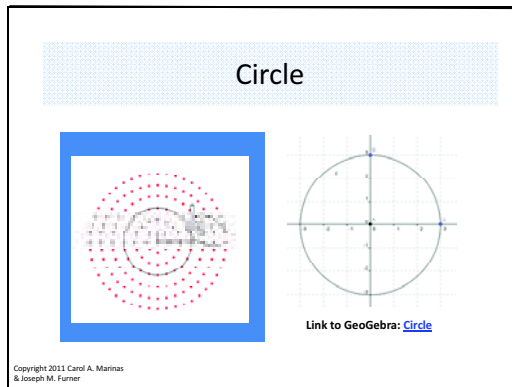 Circle
Link to GeoGebra: Circle
Copyright 2011 Carol A. Marinas
& Joseph M. Furner